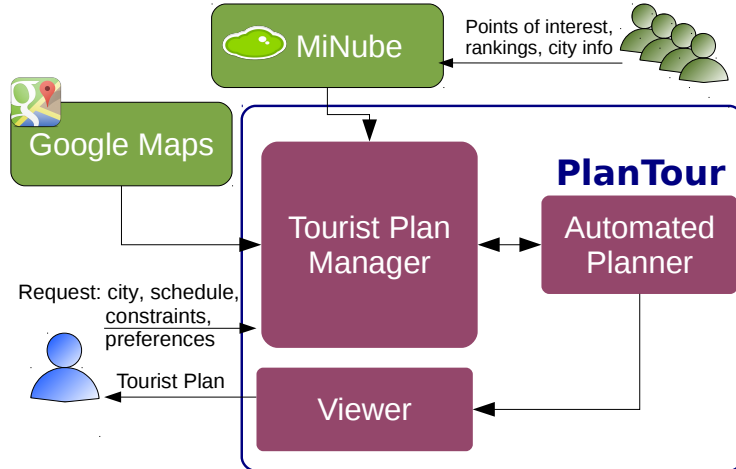 Points of interest,
rankings, city info
MiNube
Google Maps
PlanTour
Tourist Plan
Manager
Automated
Planner
Request: city, schedule,
constraints,
preferences
Tourist Plan
Viewer